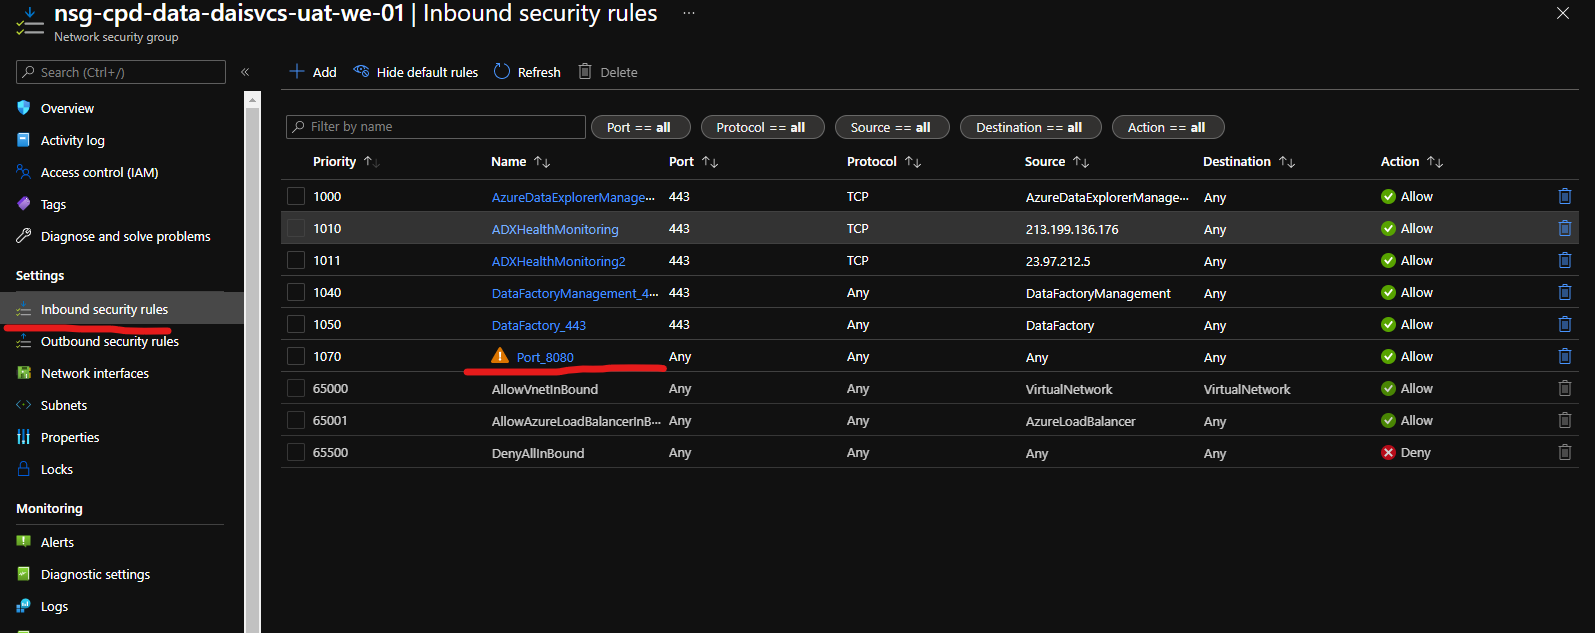 nsg-cpd-data-daisvcs-uat-we-01 | Inbound security rules ...
Network security group
Search (Ctrl+/)
«
Overview
Activity log
Access control (IAM)
Tags
Diagnose and solve problems
Settings
Inbound security rules
Outbound security rules
Network interfaces
Subnets
Properties
Locks
Monitoring
Alerts
Diagnostic settings
Logs
Add Hide default rules Refresh Delete
Filter by name Port == all Protocol == all Source == all Destination == all Action == all
Priority ↑↓ Name ↑↓ Port ↑↓ Protocol ↑↓ Source ↑↓ Destination ↑↓ Action ↑↓
1000 AzureDataExplorerManage... 443 TCP AzureDataExplorerManage... Any Allow
1010 ADXHealthMonitoring 443 TCP 213.199.136.176 Any Allow
1011 ADXHealthMonitoring2 443 TCP 23.97.212.5 Any Allow
1040 DataFactoryManagement_4... 443 Any DataFactoryManagement Any Allow
1050 DataFactory_443 443 Any DataFactory Any Allow
1070 Port_8080 Any Any Any Any Allow
65000 AllowVnetInBound Any Any VirtualNetwork VirtualNetwork Allow
65001 AllowAzureLoadBalancerInB... Any Any AzureLoadBalancer Any Allow
65500 DenyAllInBound Any Any Any Any Deny